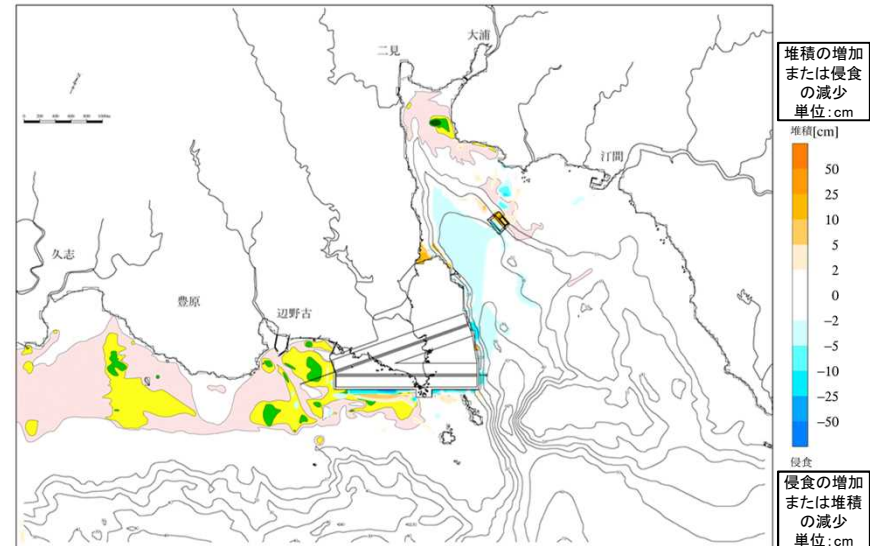 大浦
二見
汀間
久志
豊原
辺野古
堆積の増加
または侵食
の減少
単位:cm
堆積[cm]
50
25
10
5
2
0
−2
−5
−10
−25
−50
侵食
侵食の増加
または堆積
の減少
単位:cm